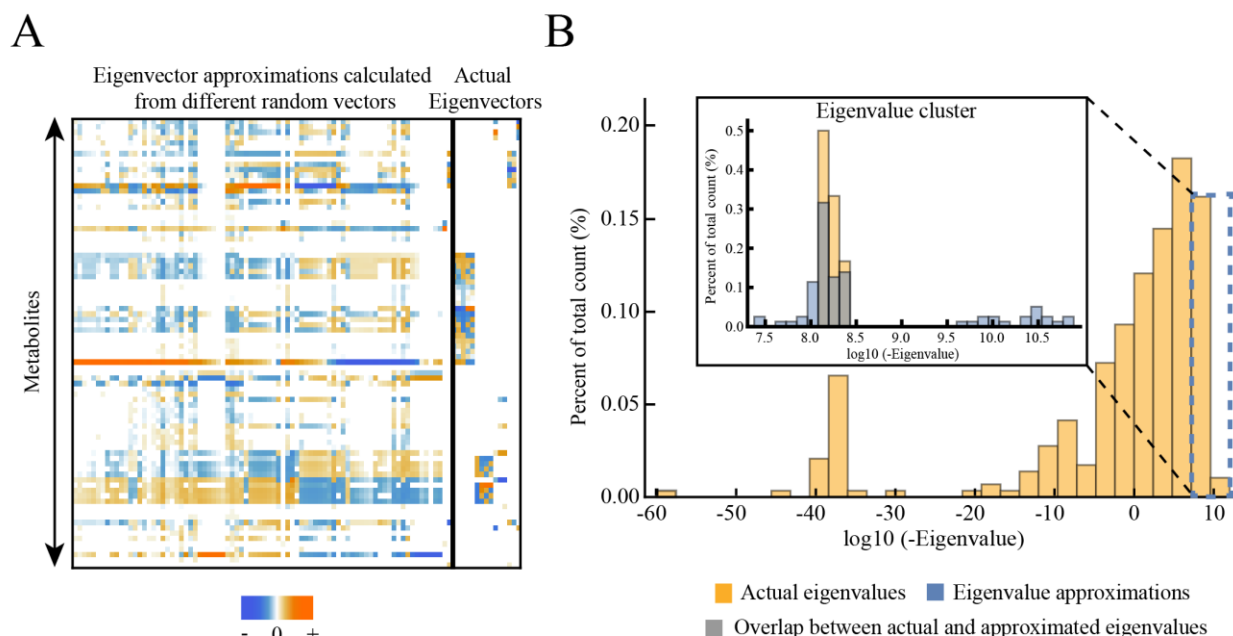 A
Eigenvector approximations calculated
from different random vectors
Actual
Eigenvectors
Metabolites
- 0 +
B
Eigenvalue cluster
Percent of total count (%)
0.20
0.15
0.10
0.05
0.00
-60 -50 -40 -30 -20 -10 0 10
log10 (-Eigenvalue)
Percent of total count (%)
0.5
0.4
0.3
0.2
0.1
0.0
7.5 8.0 8.5 9.0 9.5 10.0 10.5
log10 (-Eigenvalue)
Actual eigenvalues
Eigenvalue approximations
Overlap between actual and approximated eigenvalues